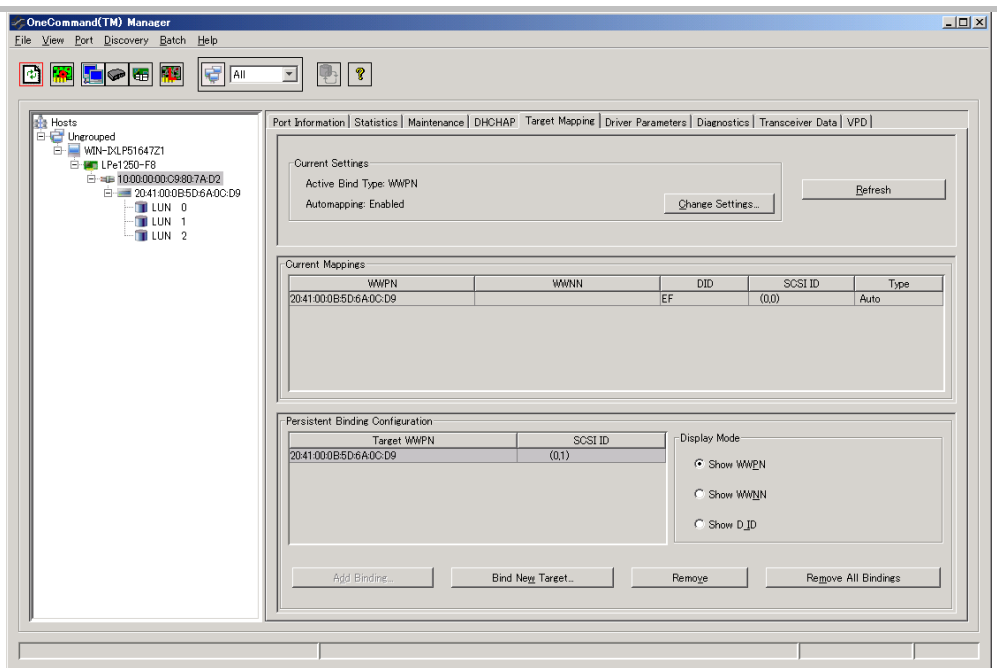 OneCommand(TM) Manager
File View Port Discovery Batch Help
All
Hosts
Ungrouped
WIN-IXLP51647Z1
LPe1250-F8
10:00:00:00:C9:80:7A:D2
20:41:00:0B:5D:6A:0C:D9
LUN 0
LUN 1
LUN 2
Port Information Statistics Maintenance DHCHAP Target Mapping Driver Parameters Diagnostics Transceiver Data VPD
Current Settings
Active Bind Type: WWPN
Automapping: Enabled
Change Settings...
Refresh
Current Mappings
WWPN WWNN DID SCSI ID Type
20:41:00:0B:5D:6A:0C:D9 EF (0,0) Auto
Persistent Binding Configuration
Target WWPN SCSI ID
20:41:00:0B:5D:6A:0C:D9 (0,1)
Display Mode
Show WWPN
Show WWNN
Show D_ID
Add Binding... Bind New Target... Remove Remove All Bindings